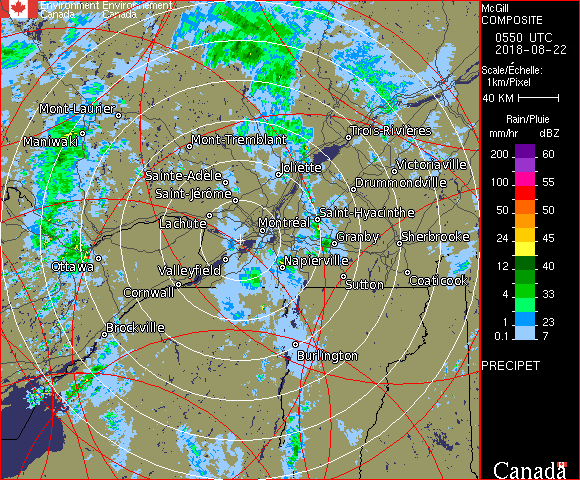 Environment Environnement
Canada Canada
McGill
COMPOSITE
0550 UTC
2018-08-22
Scale/Échelle:
1km/Pixel
40 KM
Rain/Pluie
mm/hr dBZ
200 60
150 57
100 55
50 50
24 45
12 40
4 33
1 23
0.1 7
PRECIPET
Canada
Mont-Laurier
Maniwaki
Mont-Tremblant
Trois-Rivières
Joliette
Victoriaville
Sainte-Adèle
Drummondville
Saint-Jérôme
Saint-Hyacinthe
Lachute
Montréal
Granby
Sherbrooke
Ottawa
Valleyfield
Napierville
Cornwall
Sutton
Coaticook
Brockville
Burlington